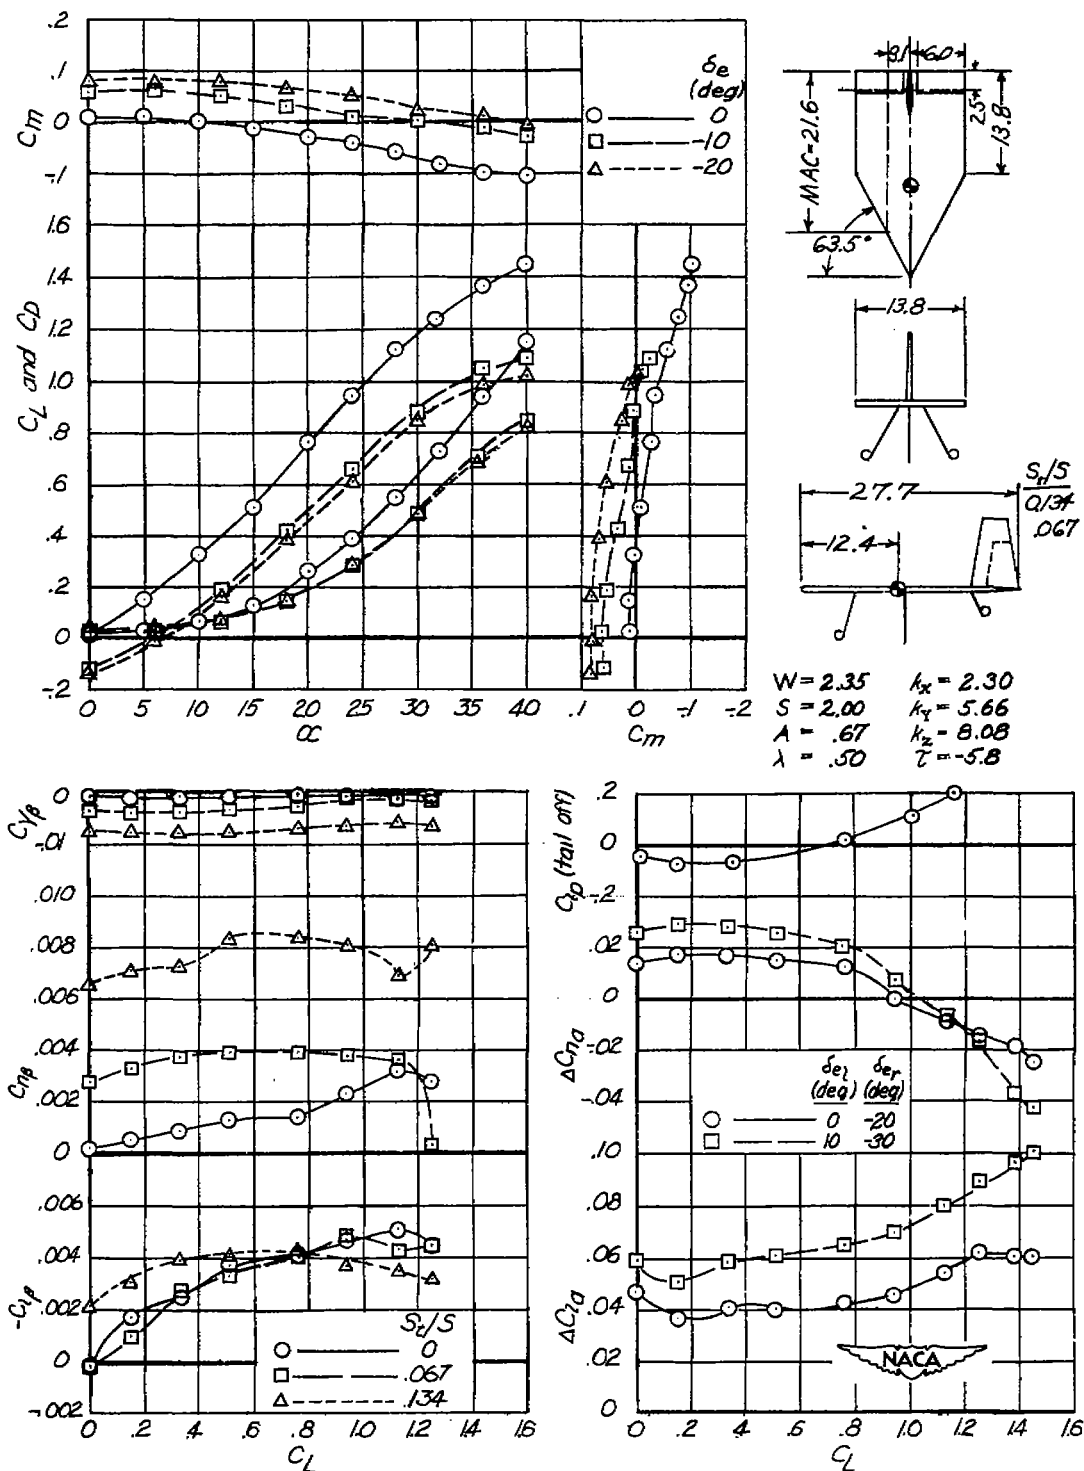 .2
.1
0
-.1
Cm
δe
(deg)
0
-10
-20
1.6
1.4
1.2
1.0
.8
.6
.4
.2
0
-.2
CL and CD
0 5 10 15 20 25 30 35 40
α
.1 0 -.1 -.2
Cm
9.1 6.0
MAC=21.6
2.5
13.8
63.5°
13.8
27.7
12.4
St/S
0.134
.067
W = 2.35 kx = 2.30
S = 2.00 kY = 5.66
A = .67 kz = 8.08
λ = .50 τ = -5.8
0
-.01
CYβ
.010
.008
.006
.004
.002
0
Cnβ
.006
.004
.002
0
-.002
-Clβ
St/S
0
.067
.134
0 .2 .4 .6 .8 1.0 1.2 1.4 1.6
CL
.2
0
-.2
Clp (tail off)
.02
0
-.02
-.04
ΔCna
δel δer
(deg) (deg)
0 -20
10 -30
.10
.08
.06
.04
.02
0
ΔCla
NACA
0 .2 .4 .6 .8 1.0 1.2 1.4 1.6
CL